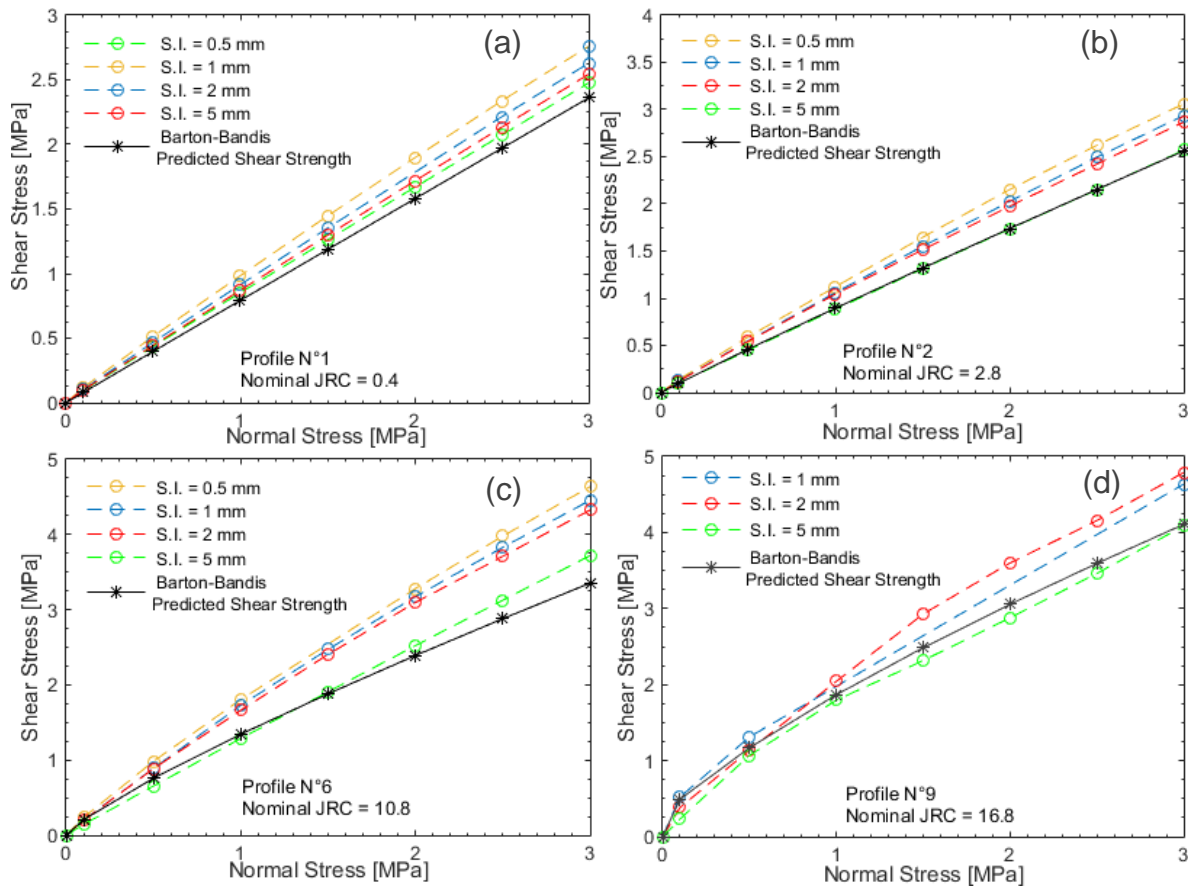 (a)
3
2.5
2
1.5
1
0.5
0
Shear Stress [MPa]
S.I. = 0.5 mm
S.I. = 1 mm
S.I. = 2 mm
S.I. = 5 mm
Barton-Bandis
Predicted Shear Strength
Profile N°1
Nominal JRC = 0.4
0
1
2
3
Normal Stress [MPa]
(b)
4
3.5
3
2.5
2
1.5
1
0.5
0
Shear Stress [MPa]
S.I. = 0.5 mm
S.I. = 1 mm
S.I. = 2 mm
S.I. = 5 mm
Barton-Bandis
Predicted Shear Strength
Profile N°2
Nominal JRC = 2.8
0
1
2
3
Normal Stress [MPa]
(c)
5
4
3
2
1
0
Shear Stress [MPa]
S.I. = 0.5 mm
S.I. = 1 mm
S.I. = 2 mm
S.I. = 5 mm
Barton-Bandis
Predicted Shear Strength
Profile N°6
Nominal JRC = 10.8
0
1
2
3
Normal Stress [MPa]
(d)
5
4
3
2
1
0
Shear Stress [MPa]
S.I. = 1 mm
S.I. = 2 mm
S.I. = 5 mm
Barton-Bandis
Predicted Shear Strength
Profile N°9
Nominal JRC = 16.8
0
1
2
3
Normal Stress [MPa]